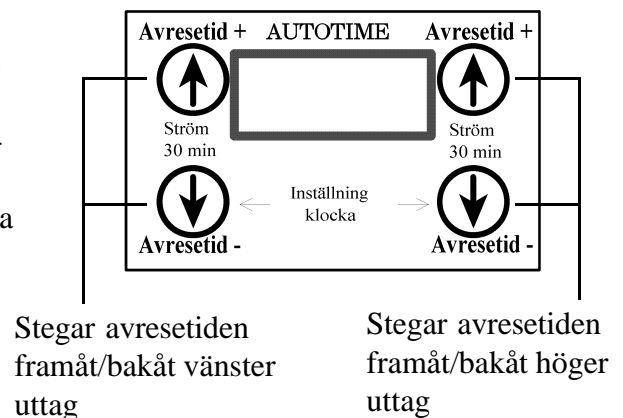 Avresetid + AUTOTIME Avresetid +
Ström Ström
30 min 30 min
Inställning
klocka
Avresetid - Avresetid -
a
Stegar avresetiden
framåt/bakåt vänster
uttag
Stegar avresetiden
framåt/bakåt höger
uttag